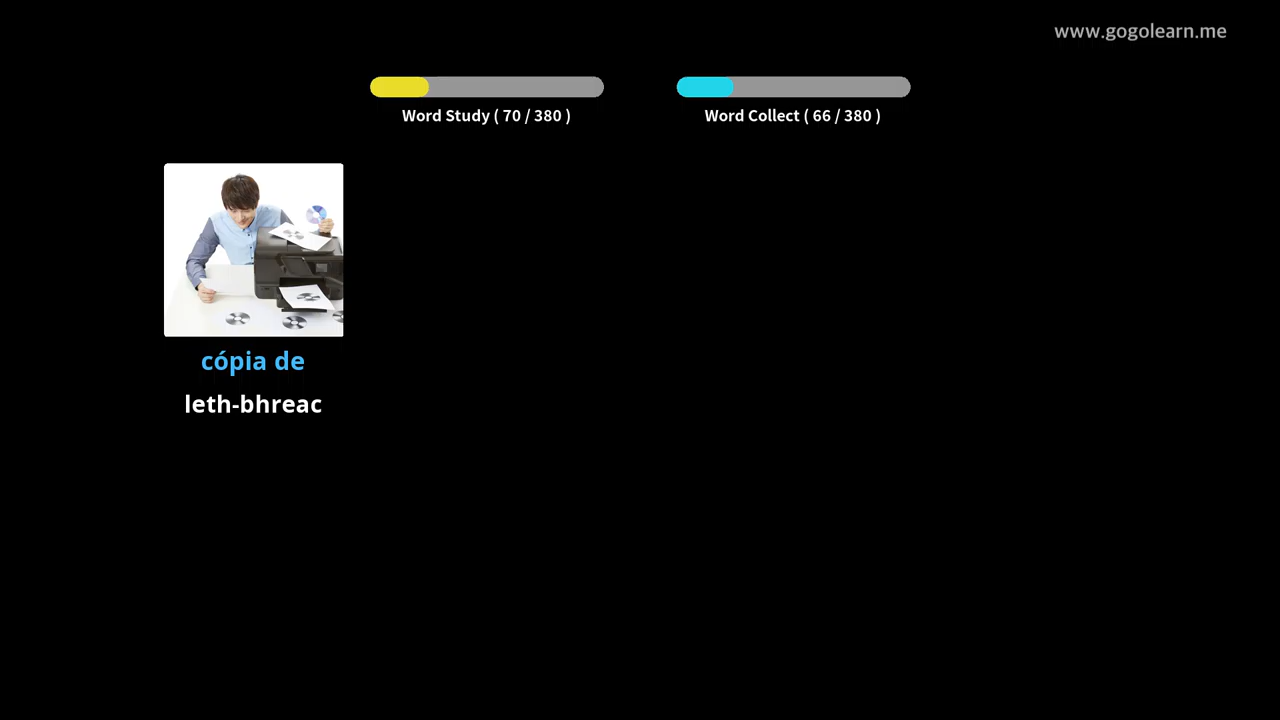 www.gogolearn.me
Word Study ( 70 / 380 )
Word Collect ( 66 / 380 )
cópia de
leth-bhreac